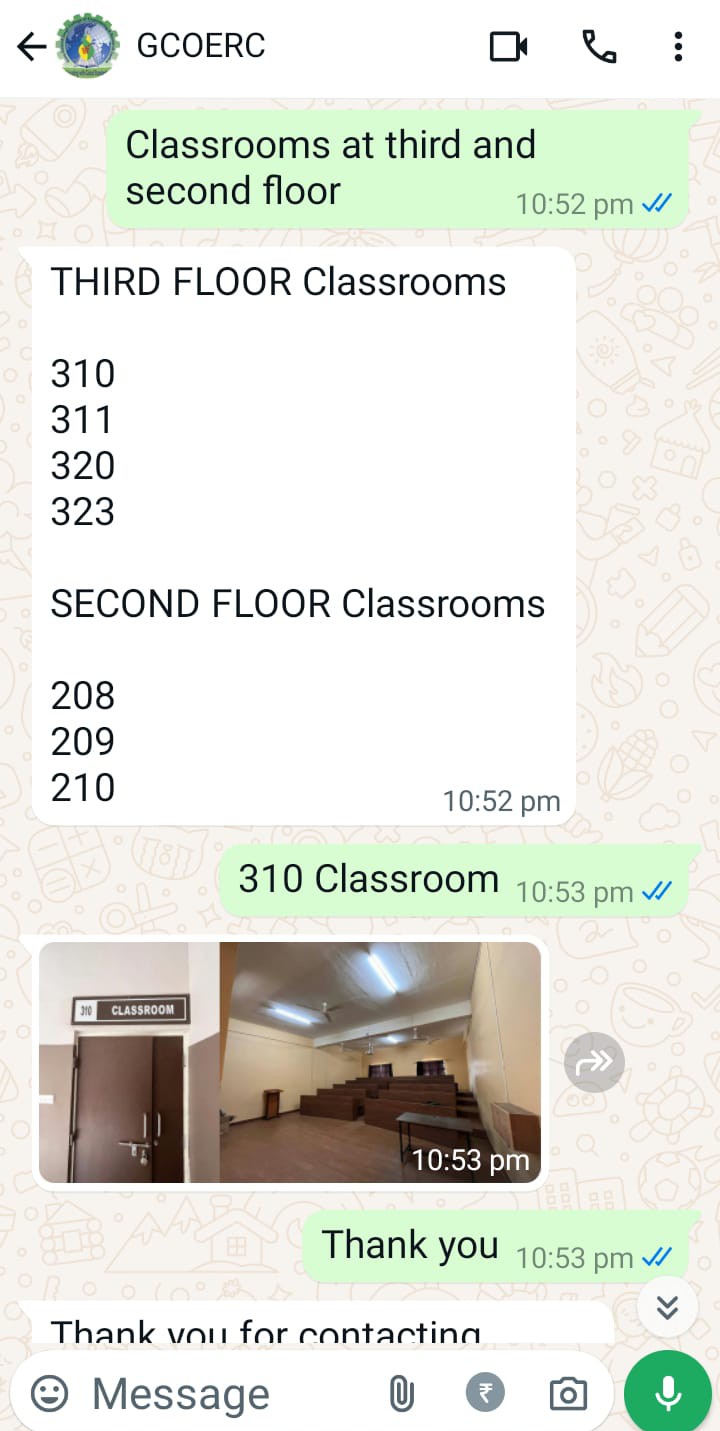 GCOERC
Classrooms at third and
second floor
10:52 pm
THIRD FLOOR Classrooms
310
311
320
323
SECOND FLOOR Classrooms
208
209
210
10:52 pm
310 Classroom
10:53 pm
310 CLASSROOM
10:53 pm
Thank you
10:53 pm
Thank you for contacting
Message
₹